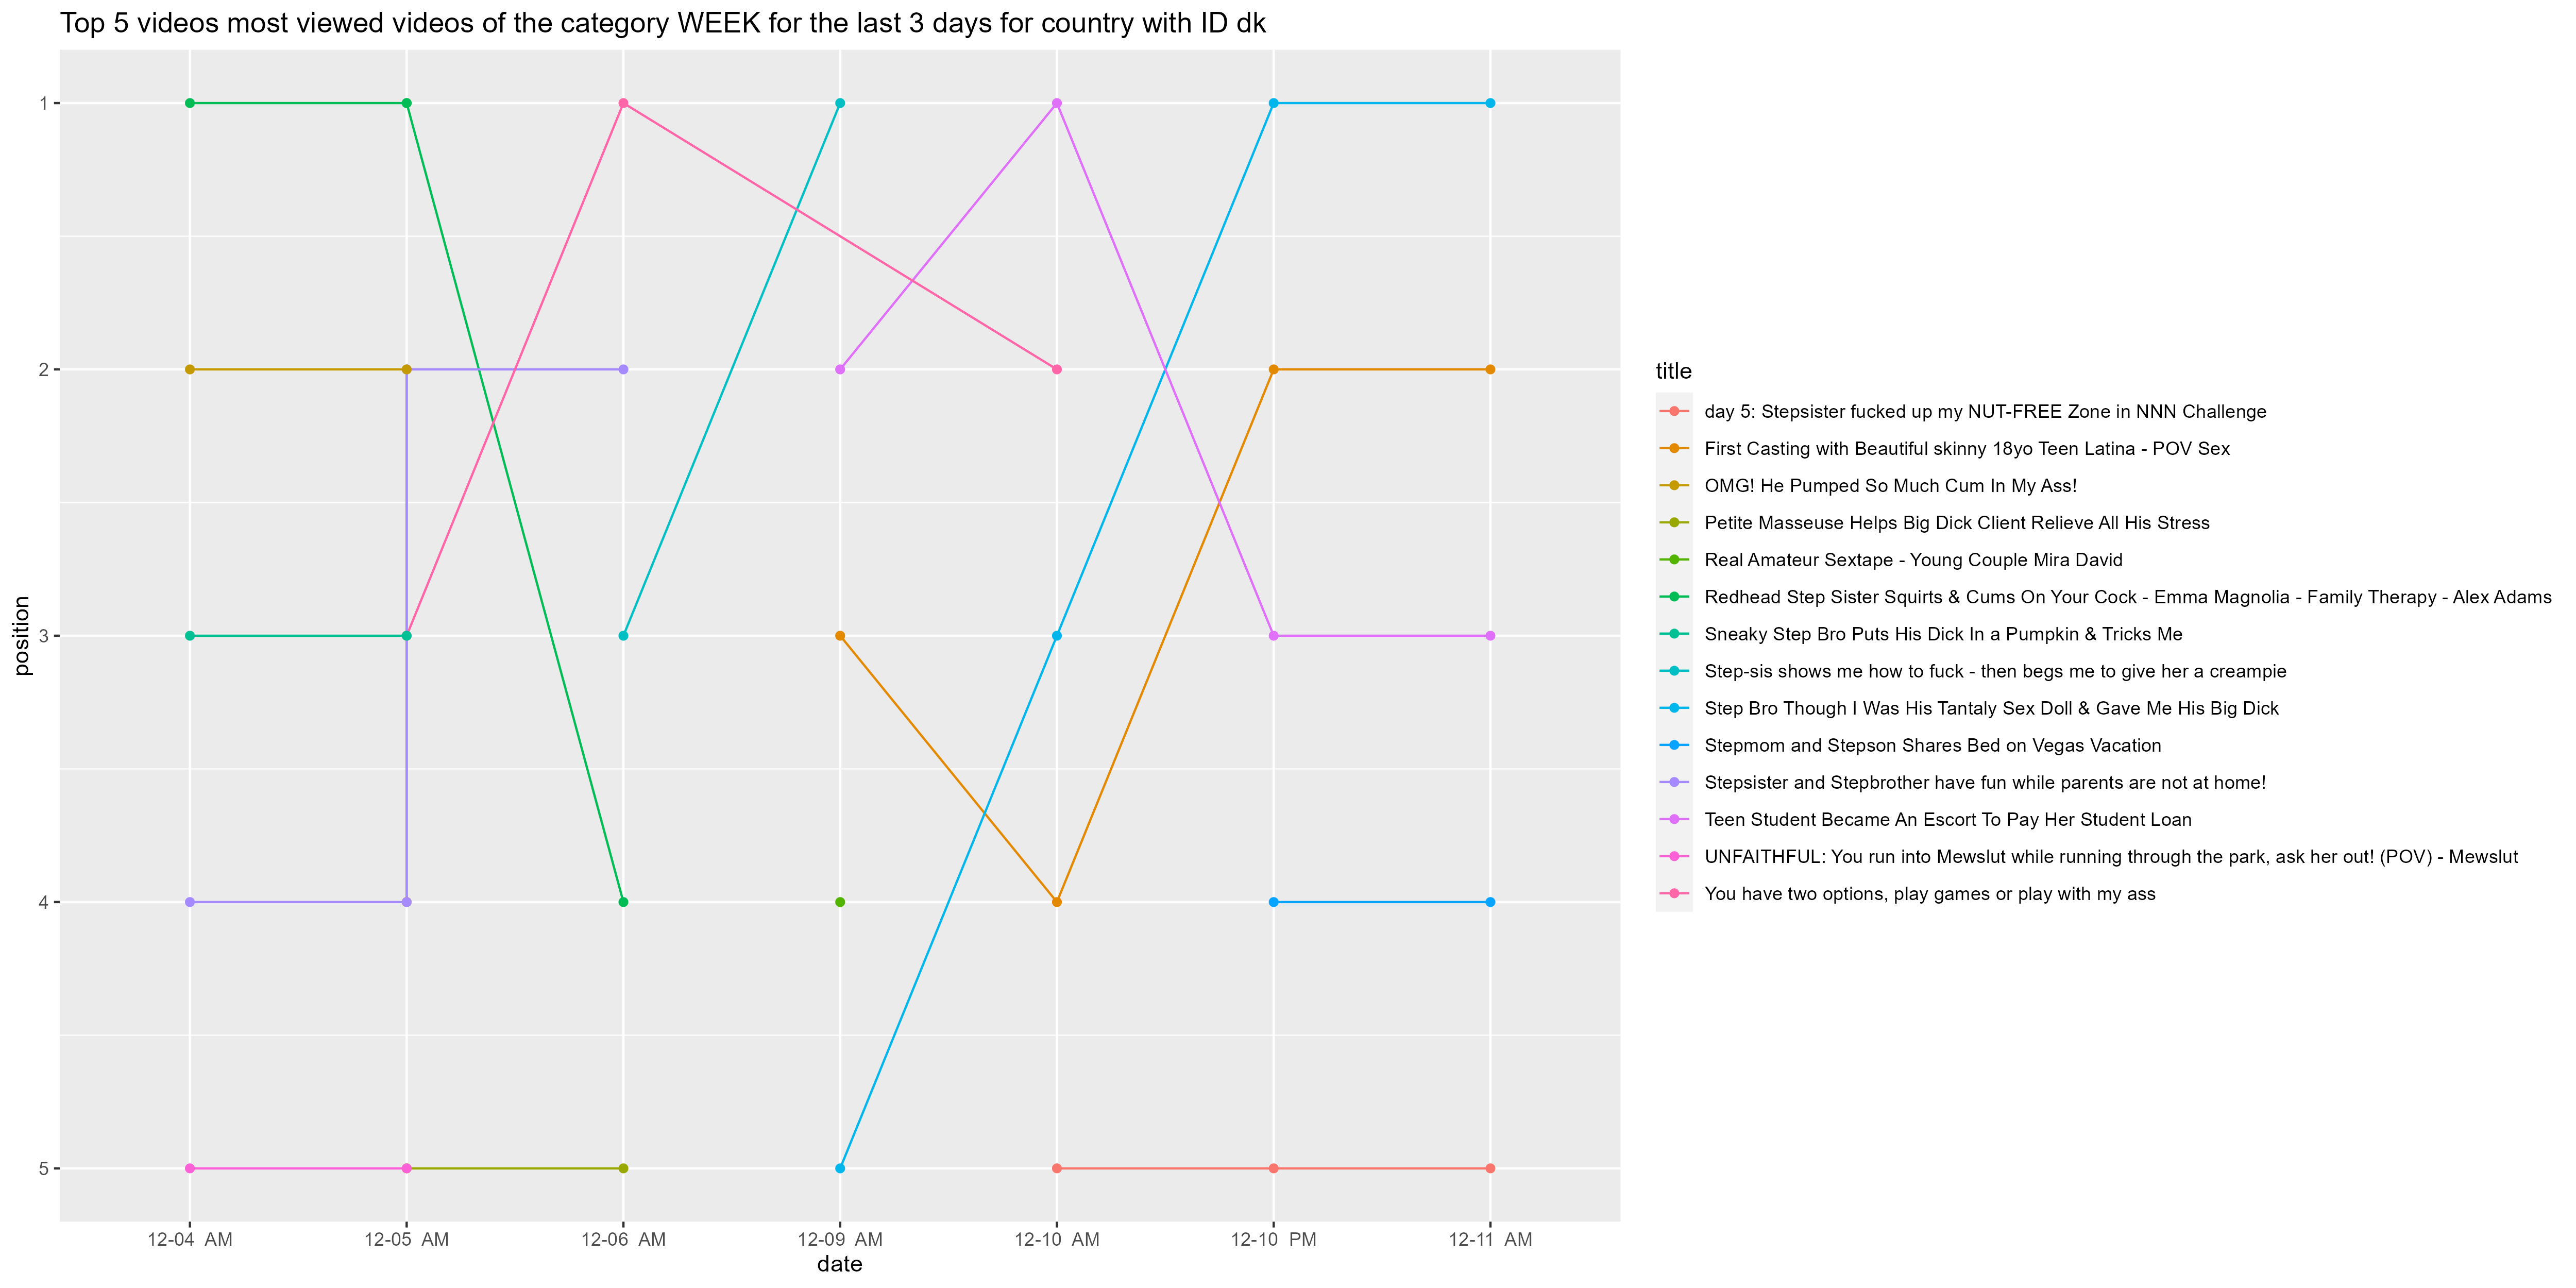 Top 5 videos most viewed videos of the category WEEK for the last 3 days for country with ID dk
1
2
3
4
5
position
12-04 AM
12-05 AM
12-06 AM
12-09 AM
12-10 AM
12-10 PM
12-11 AM
date
title
day 5: Stepsister fucked up my NUT-FREE Zone in NNN Challenge
First Casting with Beautiful skinny 18yo Teen Latina - POV Sex
OMG! He Pumped So Much Cum In My Ass!
Petite Masseuse Helps Big Dick Client Relieve All His Stress
Real Amateur Sextape - Young Couple Mira David
Redhead Step Sister Squirts & Cums On Your Cock - Emma Magnolia - Family Therapy - Alex Adams
Sneaky Step Bro Puts His Dick In a Pumpkin & Tricks Me
Step-sis shows me how to fuck - then begs me to give her a creampie
Step Bro Though I Was His Tantaly Sex Doll & Gave Me His Big Dick
Stepmom and Stepson Shares Bed on Vegas Vacation
Stepsister and Stepbrother have fun while parents are not at home!
Teen Student Became An Escort To Pay Her Student Loan
UNFAITHFUL: You run into Mewslut while running through the park, ask her out! (POV) - Mewslut
You have two options, play games or play with my ass